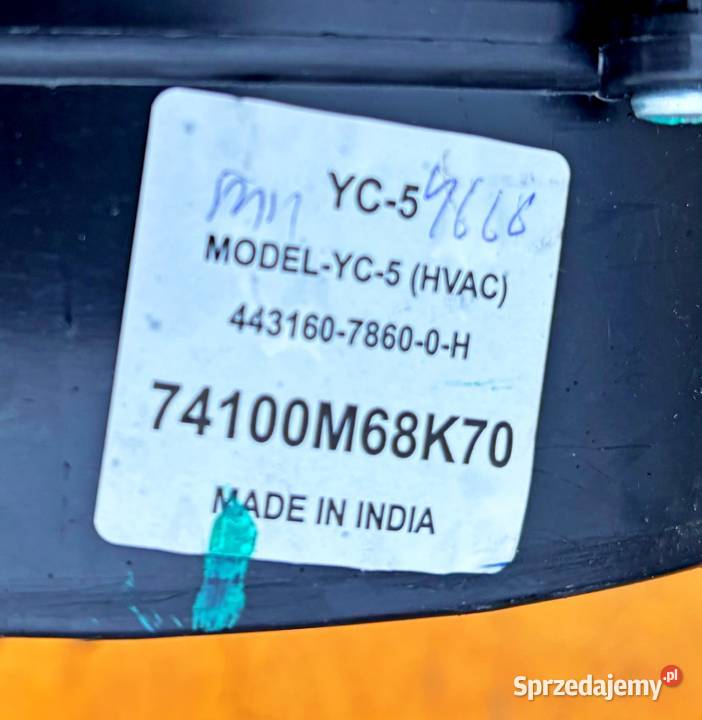 YC-5
MODEL-YC-5 (HVAC)
443160-7860-0-H
74100M68K70
MADE IN INDIA
Sprzedajemy.pl